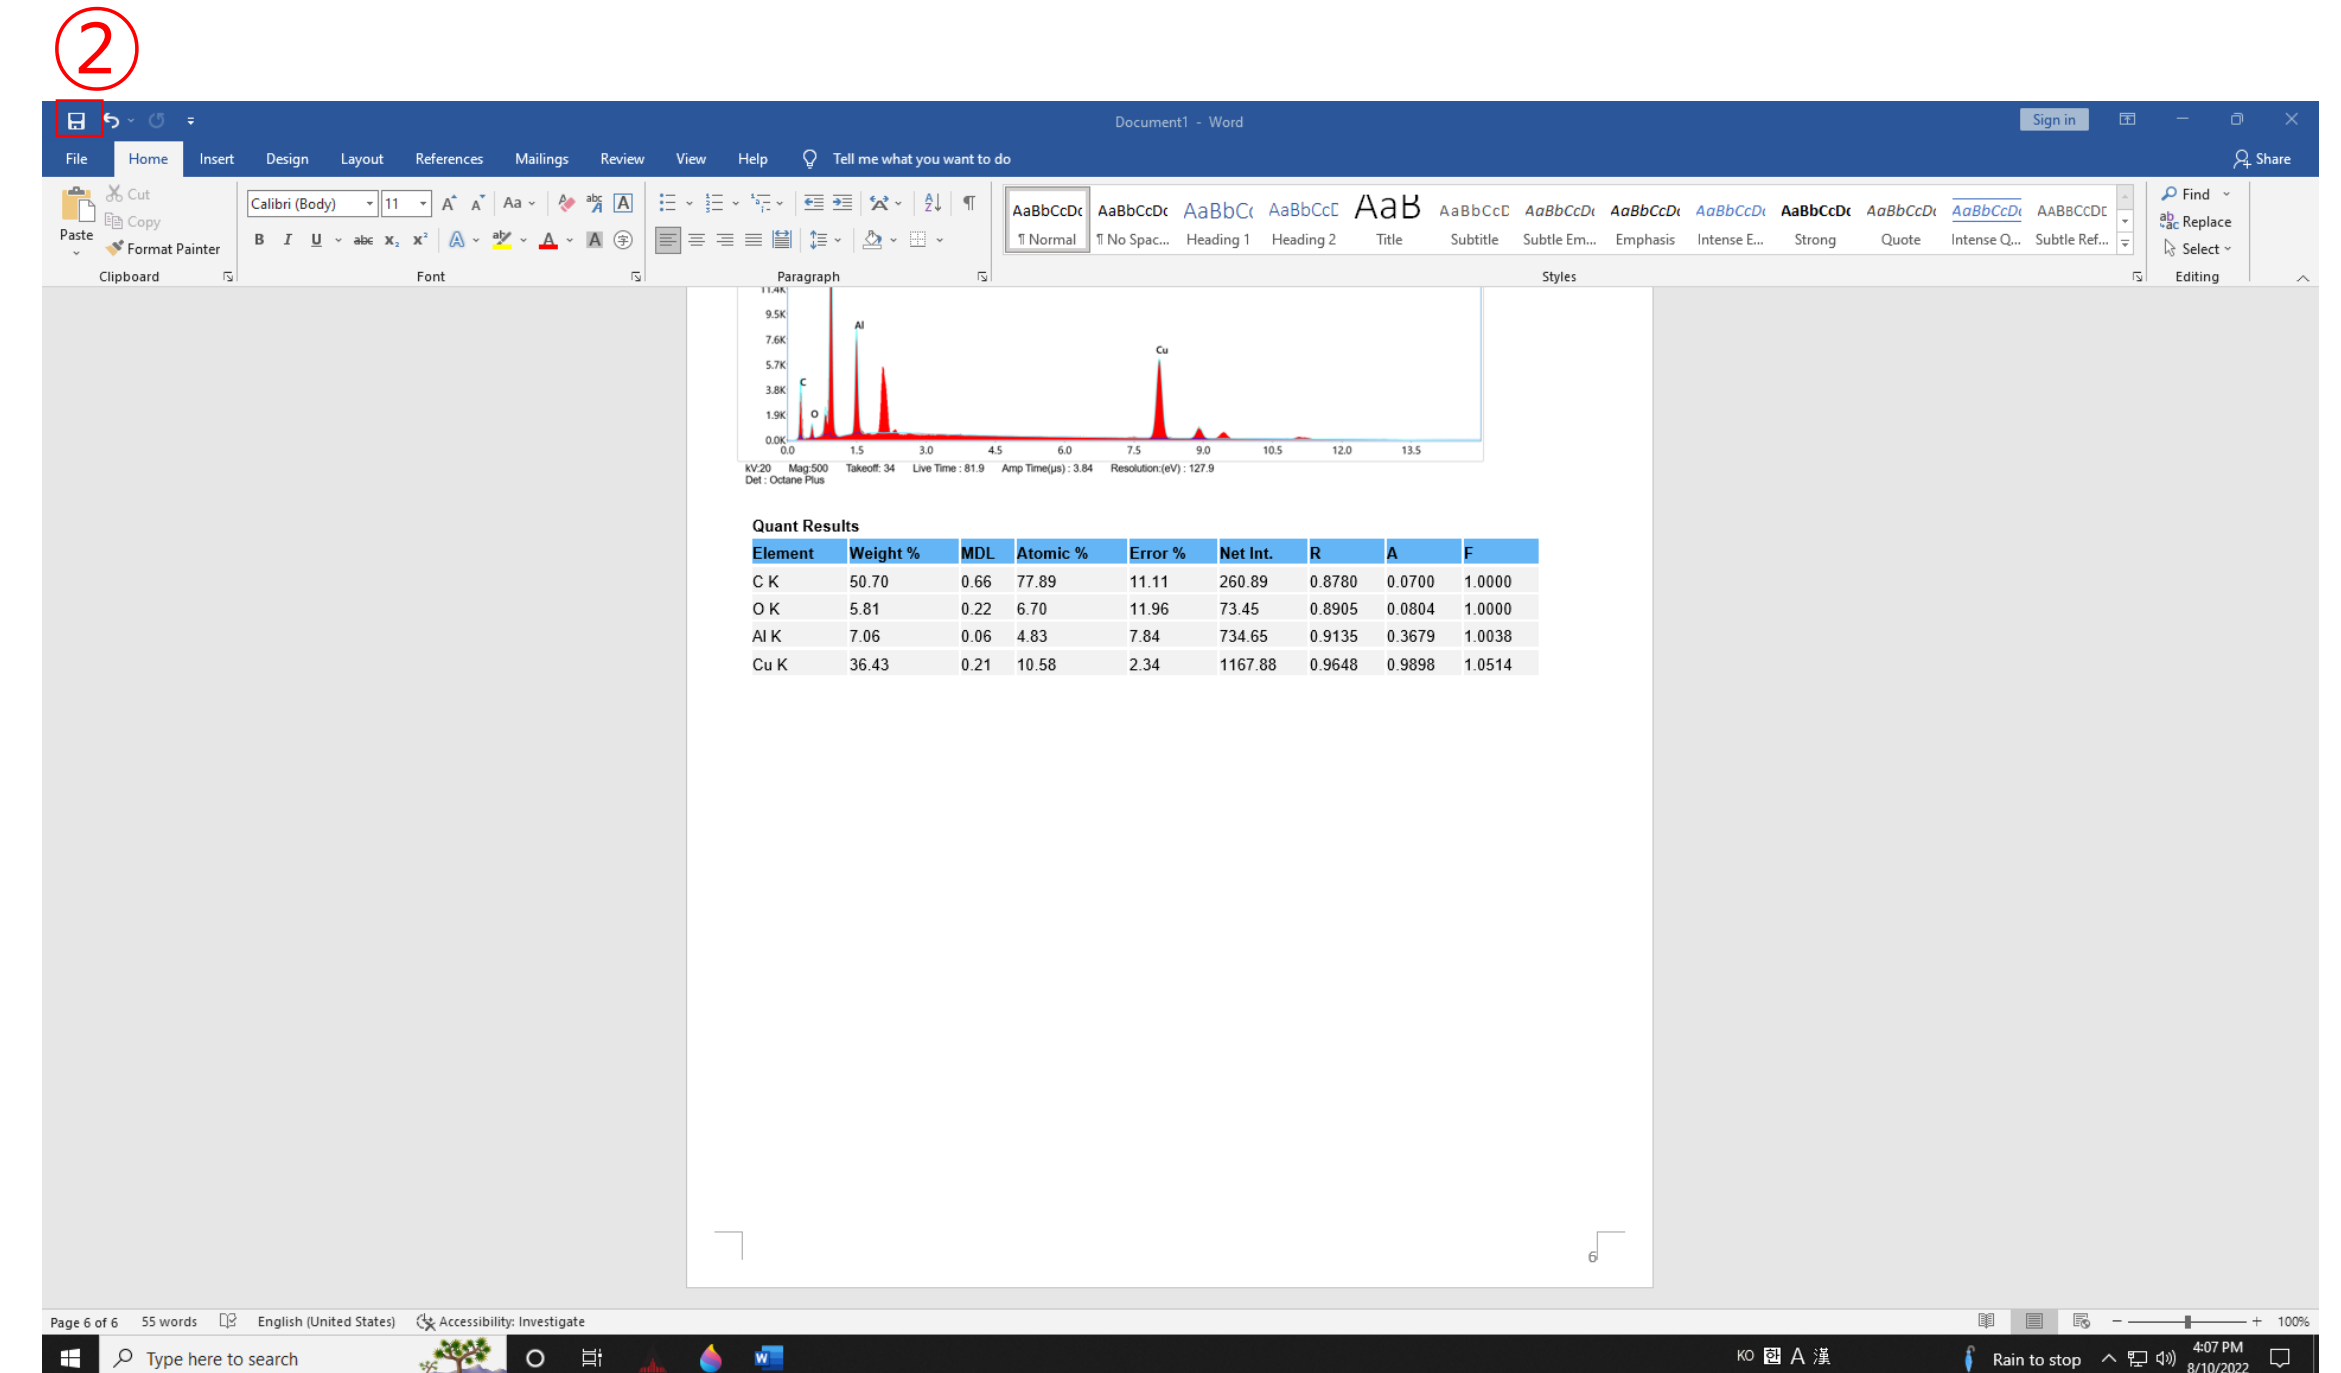 ②
Document1 - Word
Sign in
File Home Insert Design Layout References Mailings Review View Help Tell me what you want to do
Share
Paste
Cut
Copy
Format Painter
Clipboard
Calibri (Body) 11
Font
Paragraph
AaBbCcDc AaBbCcDc AaBbCc AaBbCcD AaB AaBbCcD AaBbCcDc AaBbCcDc AaBbCcDc AaBbCcDc AaBbCcDc AaBbCcDc AABBCCDD
¶ Normal ¶ No Spac... Heading 1 Heading 2 Title Subtitle Subtle Em... Emphasis Intense E... Strong Quote Intense Q... Subtle Ref...
Styles
Find
Replace
Select
Editing
11.4K
9.5K
7.6K
5.7K
3.8K
1.9K
0.0K
C
O
Al
Cu
0.0 1.5 3.0 4.5 6.0 7.5 9.0 10.5 12.0 13.5
kV:20 Mag:500 Takeoff: 34 Live Time : 81.9 Amp Time(μs) : 3.84 Resolution:(eV) : 127.9
Det : Octane Plus
Quant Results
Element Weight % MDL Atomic % Error % Net Int. R A F
C K 50.70 0.66 77.89 11.11 260.89 0.8780 0.0700 1.0000
O K 5.81 0.22 6.70 11.96 73.45 0.8905 0.0804 1.0000
Al K 7.06 0.06 4.83 7.84 734.65 0.9135 0.3679 1.0038
Cu K 36.43 0.21 10.58 2.34 1167.88 0.9648 0.9898 1.0514
6
Page 6 of 6 55 words English (United States) Accessibility: Investigate
100%
Type here to search
KO 한 A 漢
Rain to stop
4:07 PM
8/10/2022